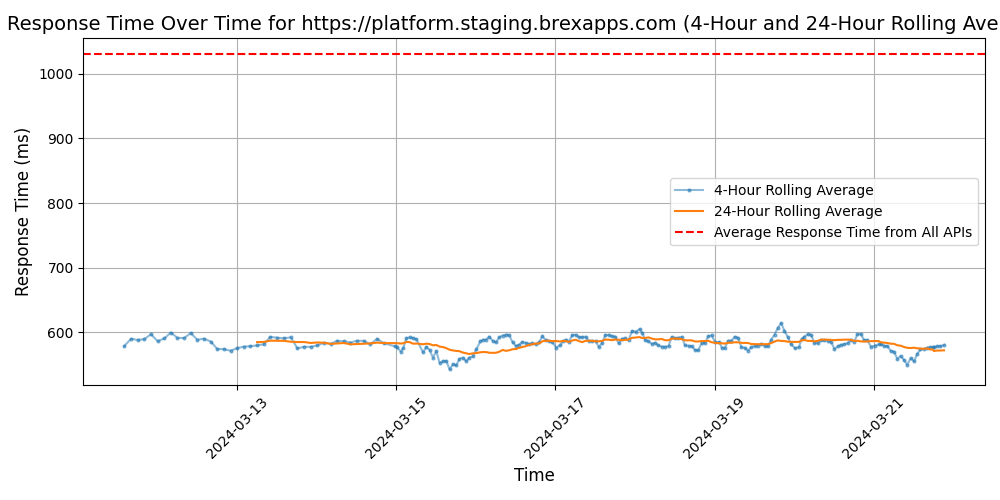 Response Time Over Time for https://platform.staging.brexapps.com (4-Hour and 24-Hour Rolling Ave
Response Time (ms)
1000
900
800
700
600
4-Hour Rolling Average
24-Hour Rolling Average
Average Response Time from All APIs
2024-03-13
2024-03-15
2024-03-17
2024-03-19
2024-03-21
Time